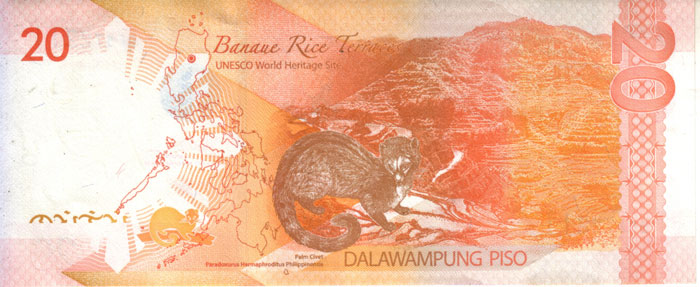 20
Banaue Rice Terraces
UNESCO World Heritage Site
20
Palm Civet
Paradoxurus Hermaphroditus Philippinensis
DALAWAMPUNG PISO